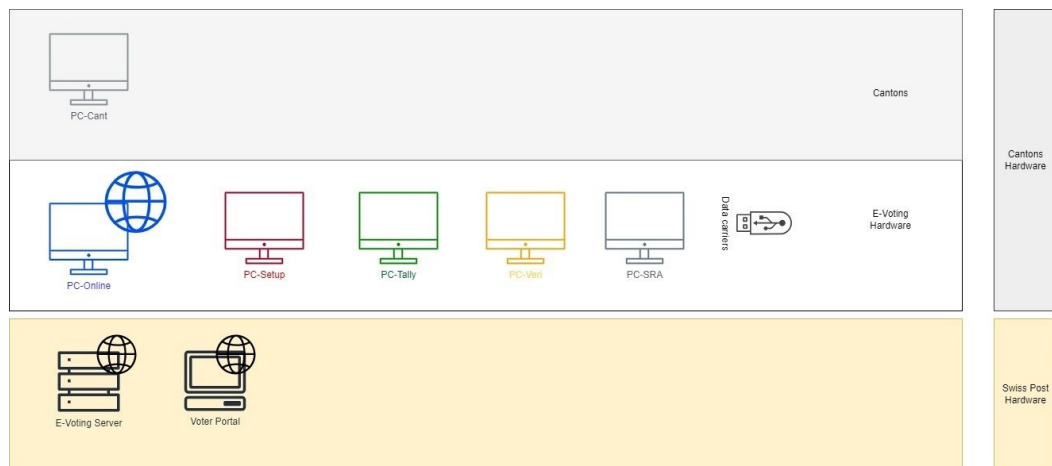 PC-Cant
Cantons
Cantons
Hardware
PC-Online
PC-Setup
PC-Tally
PC-Veri
PC-SRA
Data carriers
E-Voting
Hardware
E-Voting Server
Voter Portal
Swiss Post
Hardware